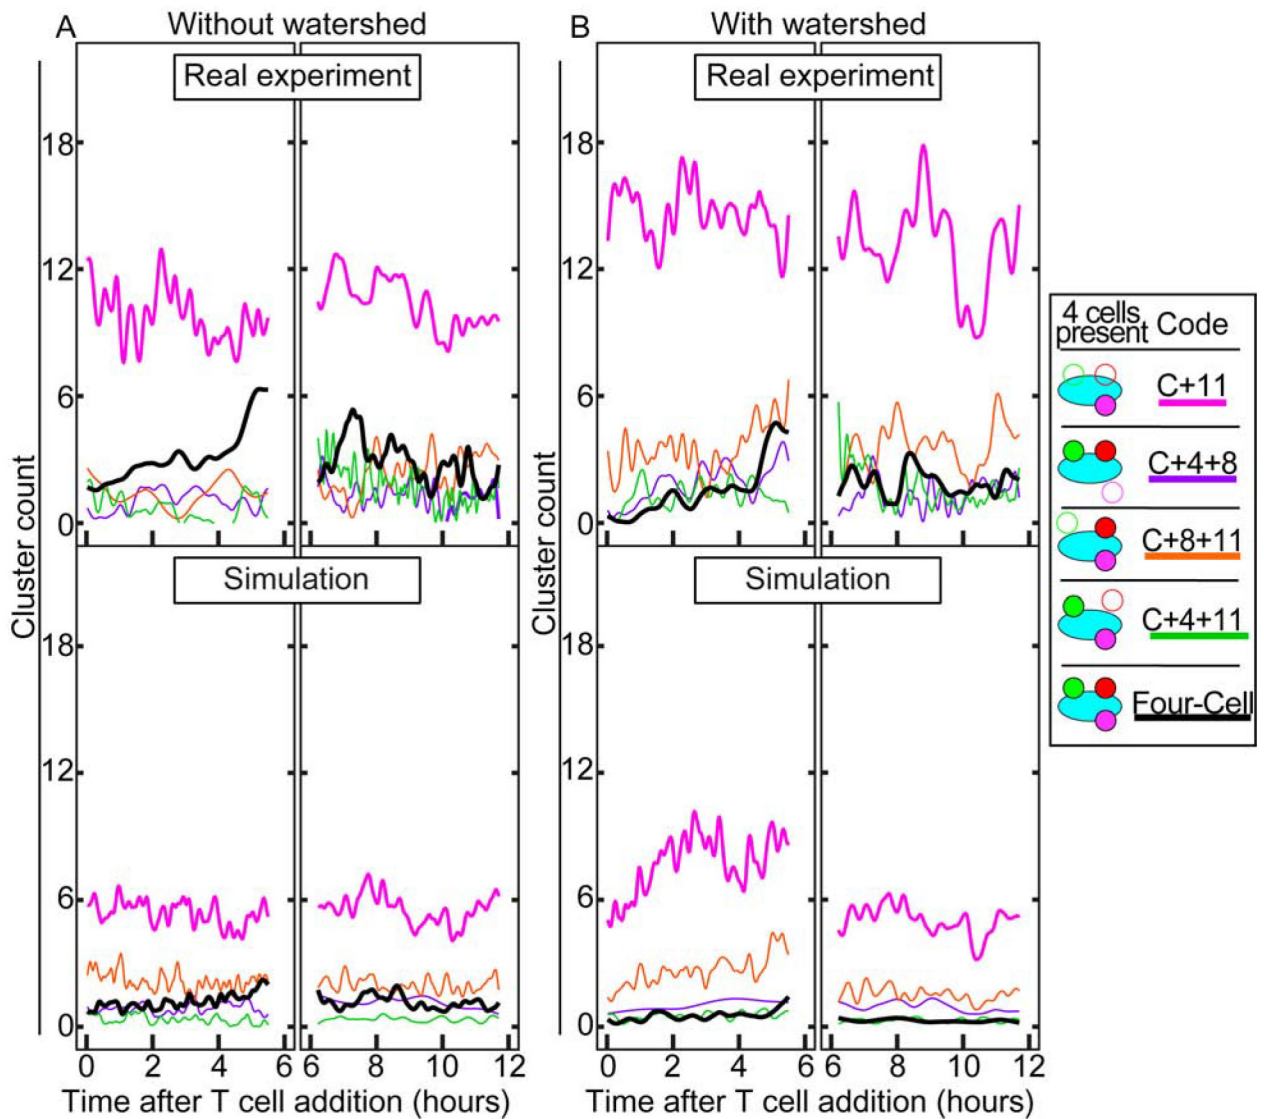 A Without watershed
B With watershed
Real experiment
Real experiment
18
12
6
0
18
12
6
0
Cluster count
Cluster count
Simulation
Simulation
18
12
6
0
18
12
6
0
0 2 4 6 6 8 10 12
0 2 4 6 6 8 10 12
Time after T cell addition (hours)
Time after T cell addition (hours)
4 cells present Code
C+11
C+4+8
C+8+11
C+4+11
Four-Cell